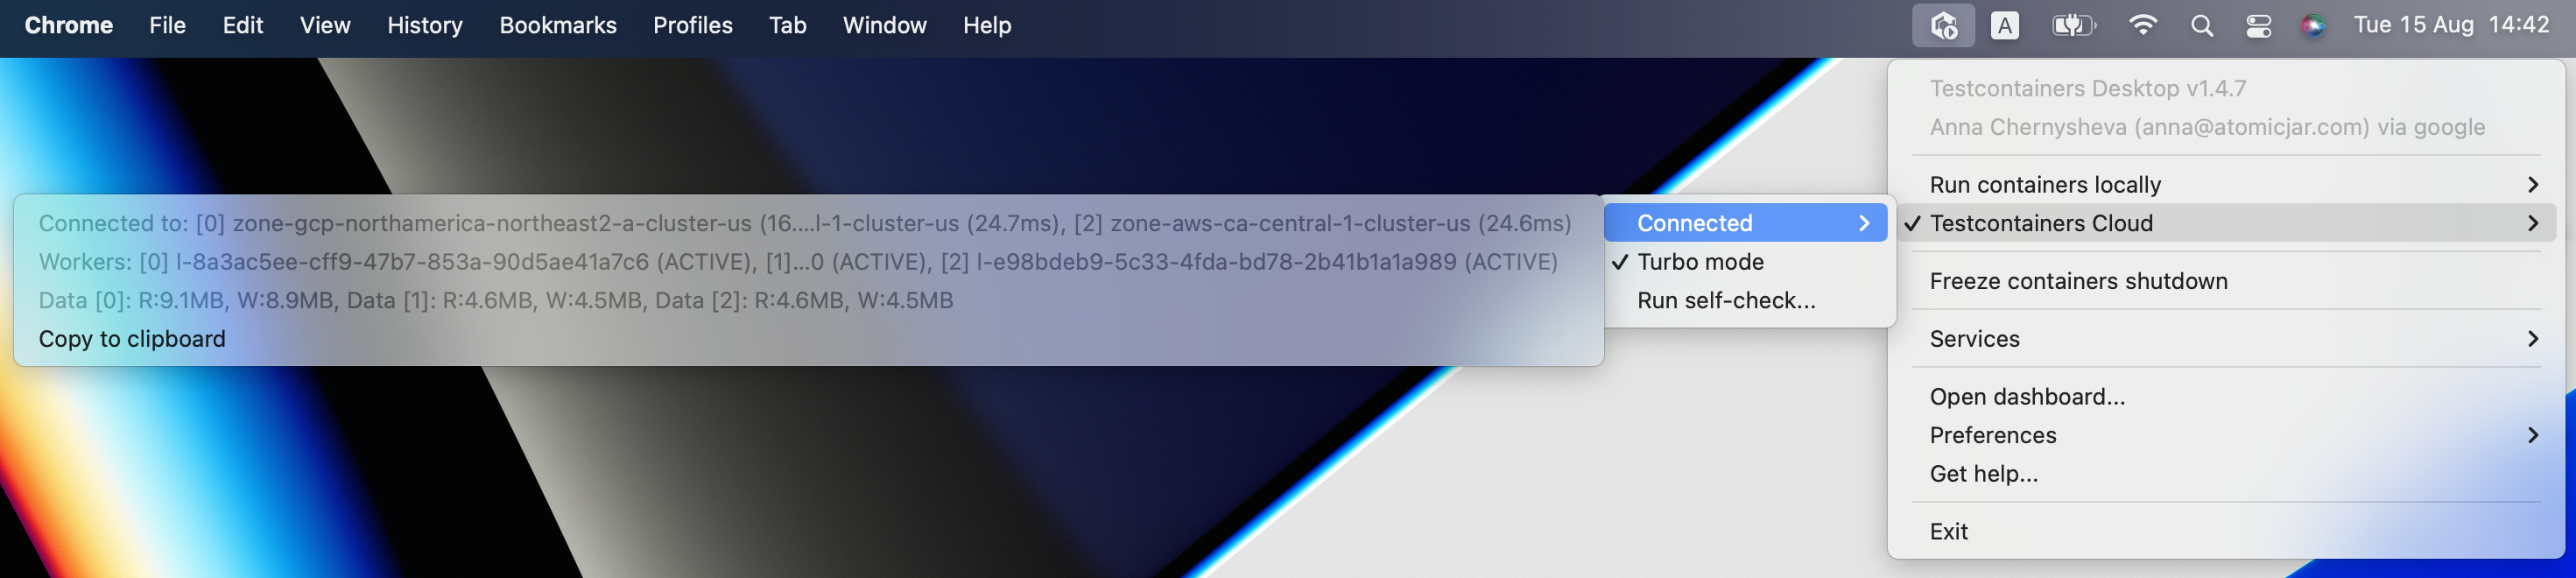 Chrome File Edit View History Bookmarks Profiles Tab Window Help A Tue 15 Aug 14:42
Testcontainers Desktop v1.4.7
Anna Chernysheva (anna@atomicjar.com) via google
Run containers locally
Testcontainers Cloud
Freeze containers shutdown
Services
Open dashboard...
Preferences
Get help...
Exit
Connected
Turbo mode
Run self-check...
Connected to: [0] zone-gcp-northamerica-northeast2-a-cluster-us (16....l-1-cluster-us (24.7ms), [2] zone-aws-ca-central-1-cluster-us (24.6ms)
Workers: [0] l-8a3ac5ee-cff9-47b7-853a-90d5ae41a7c6 (ACTIVE), [1]...0 (ACTIVE), [2] l-e98bdeb9-5c33-4fda-bd78-2b41b1a1a989 (ACTIVE)
Data [0]: R:9.1MB, W:8.9MB, Data [1]: R:4.6MB, W:4.5MB, Data [2]: R:4.6MB, W:4.5MB
Copy to clipboard